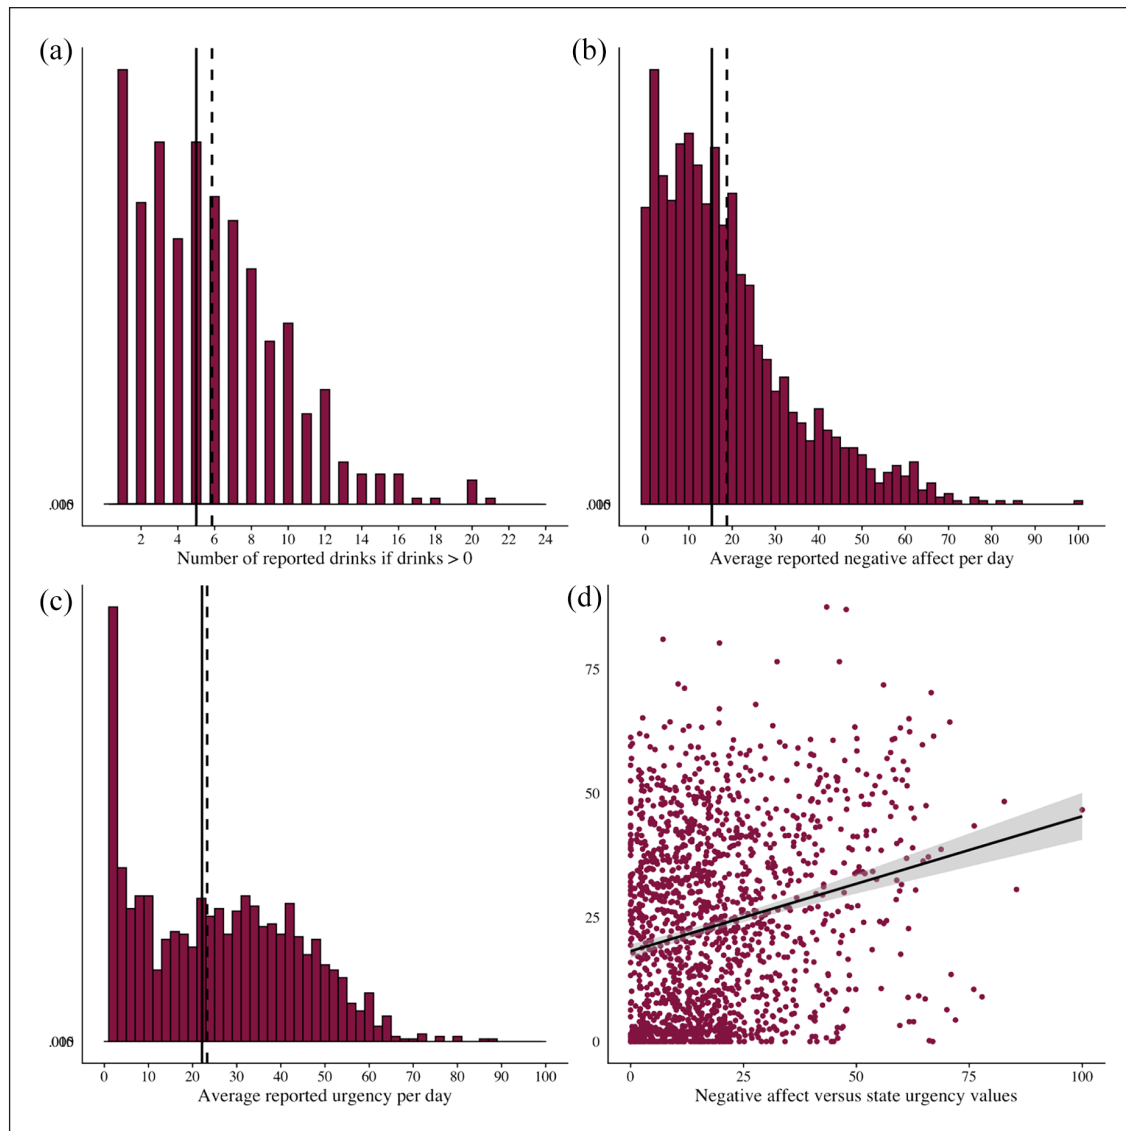 (a)
(b)
2 4 6 8 10 12 14 16 18 20 22 24
Number of reported drinks if drinks > 0
0 10 20 30 40 50 60 70 80 90 100
Average reported negative affect per day
(c)
(d)
75
50
25
0
0 10 20 30 40 50 60 70 80 90 100
Average reported urgency per day
0 25 50 75 100
Negative affect versus state urgency values